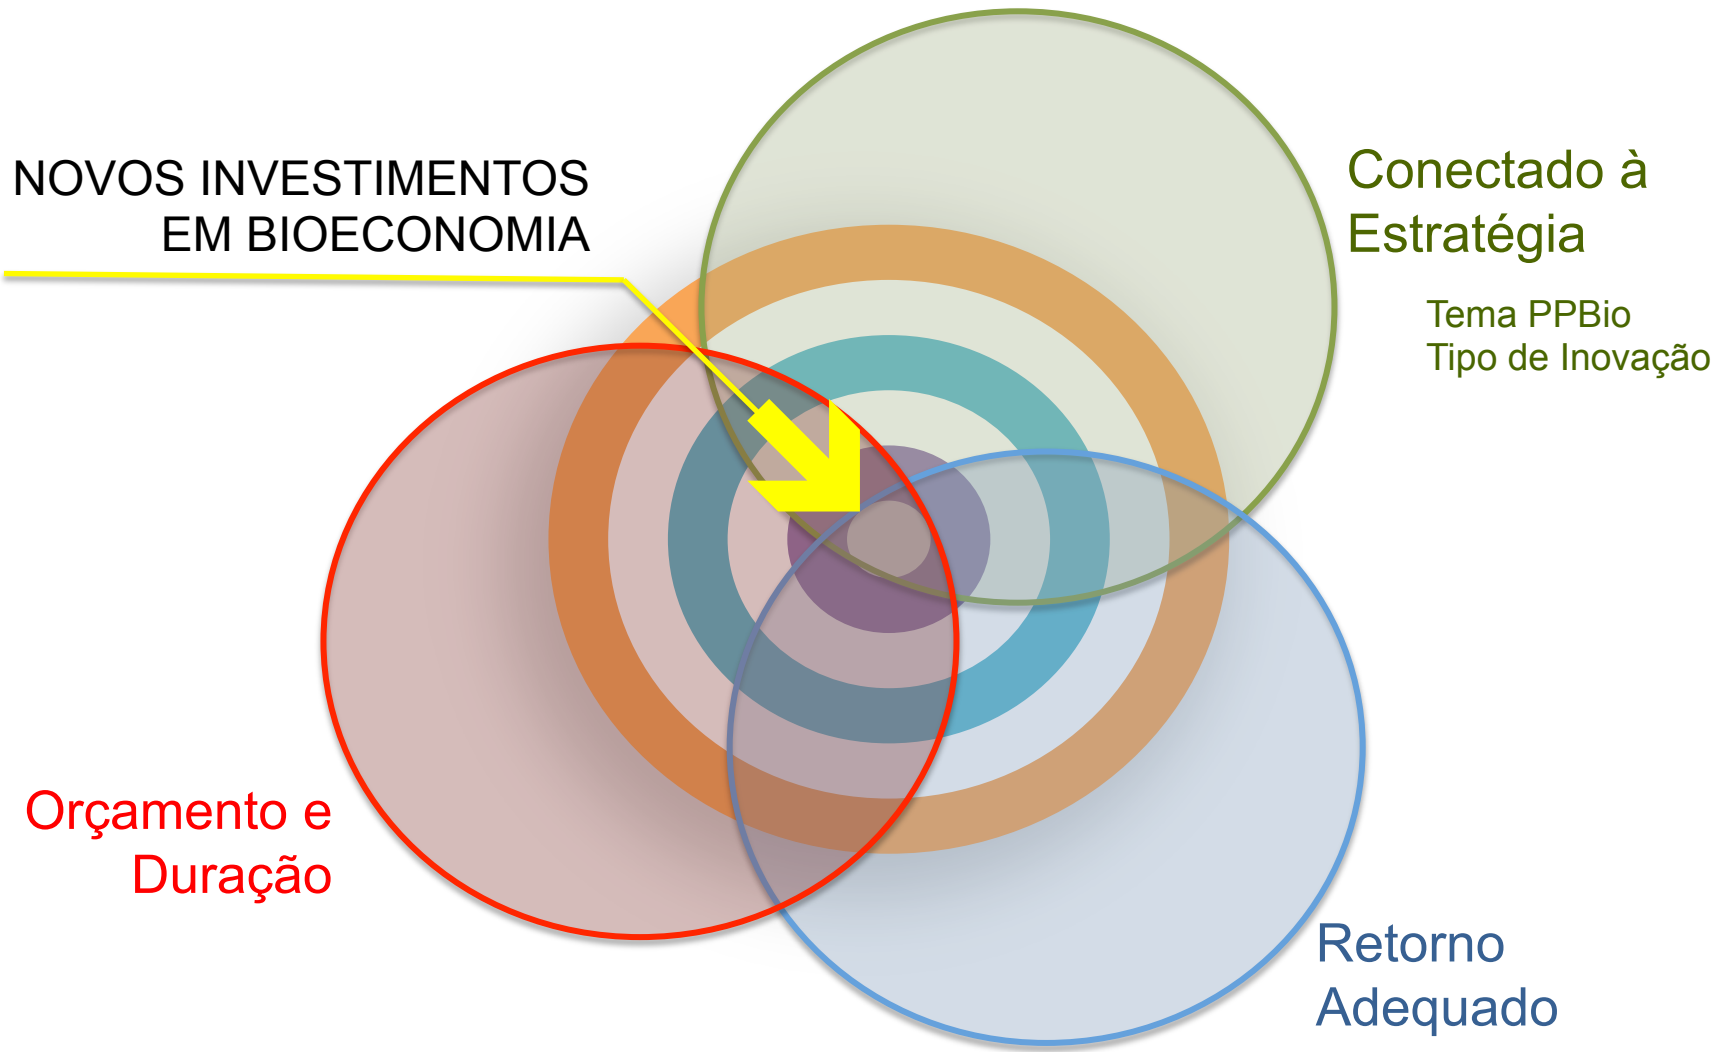 NOVOS INVESTIMENTOS
EM BIOECONOMIA
Conectado à
Estratégia
Tema PPBio
Tipo de Inovação
Orçamento e
Duração
Retorno
Adequado